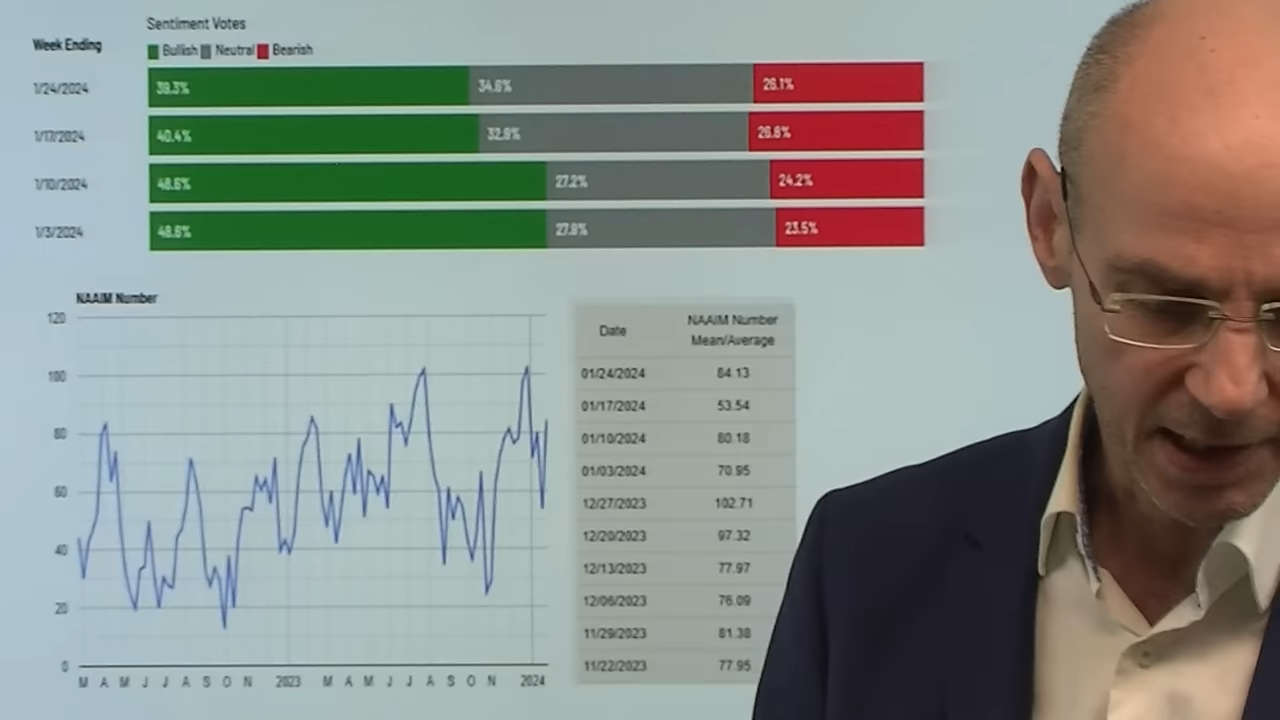 Sentiment Votes
Week Ending
Bullish Neutral Bearish
1/24/2024 39.3% 34.6% 26.1%
1/17/2024 40.4% 32.8% 26.8%
1/10/2024 48.6% 27.2% 24.2%
1/3/2024 48.6% 27.9% 23.5%
NAAIM Number
120
100
80
60
40
20
0
M A M J J A S O N 2023 M A M J J A S O N 2024
Date NAAIM Number
Mean/Average
01/24/2024 84.13
01/17/2024 53.54
01/10/2024 80.18
01/03/2024 70.95
12/27/2023 102.71
12/20/2023 97.32
12/13/2023 77.97
12/06/2023 76.09
11/29/2023 81.38
11/22/2023 77.95